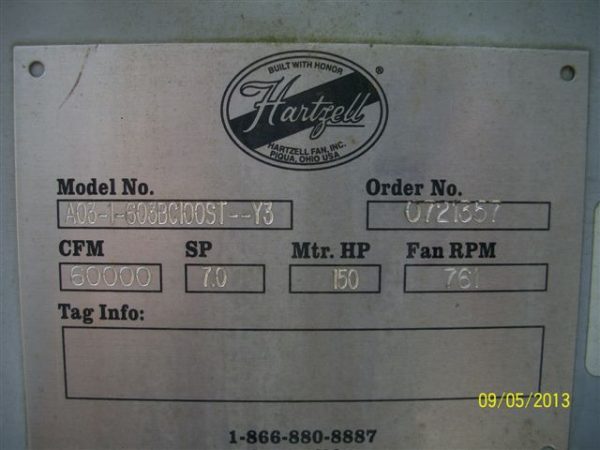 BUILT WITH HONOR
Hartzell ®
HARTZELL FAN, INC.
PIQUA, OHIO USA
Model No. Order No.
A03-1-603BC100ST--Y3 0721357
CFM SP Mtr. HP Fan RPM
60000 7.0 150 761
Tag Info:
09/05/2013
1-866-880-8887